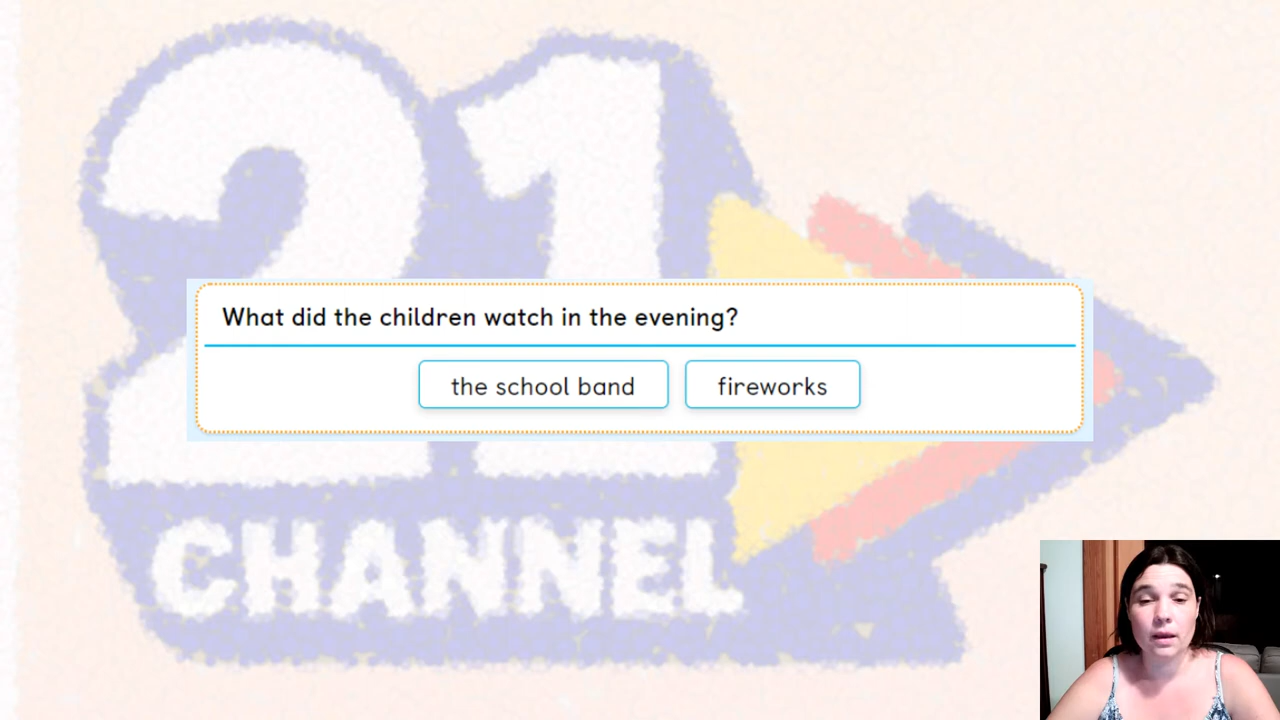 21
CHANNEL
What did the children watch in the evening?
the school band
fireworks